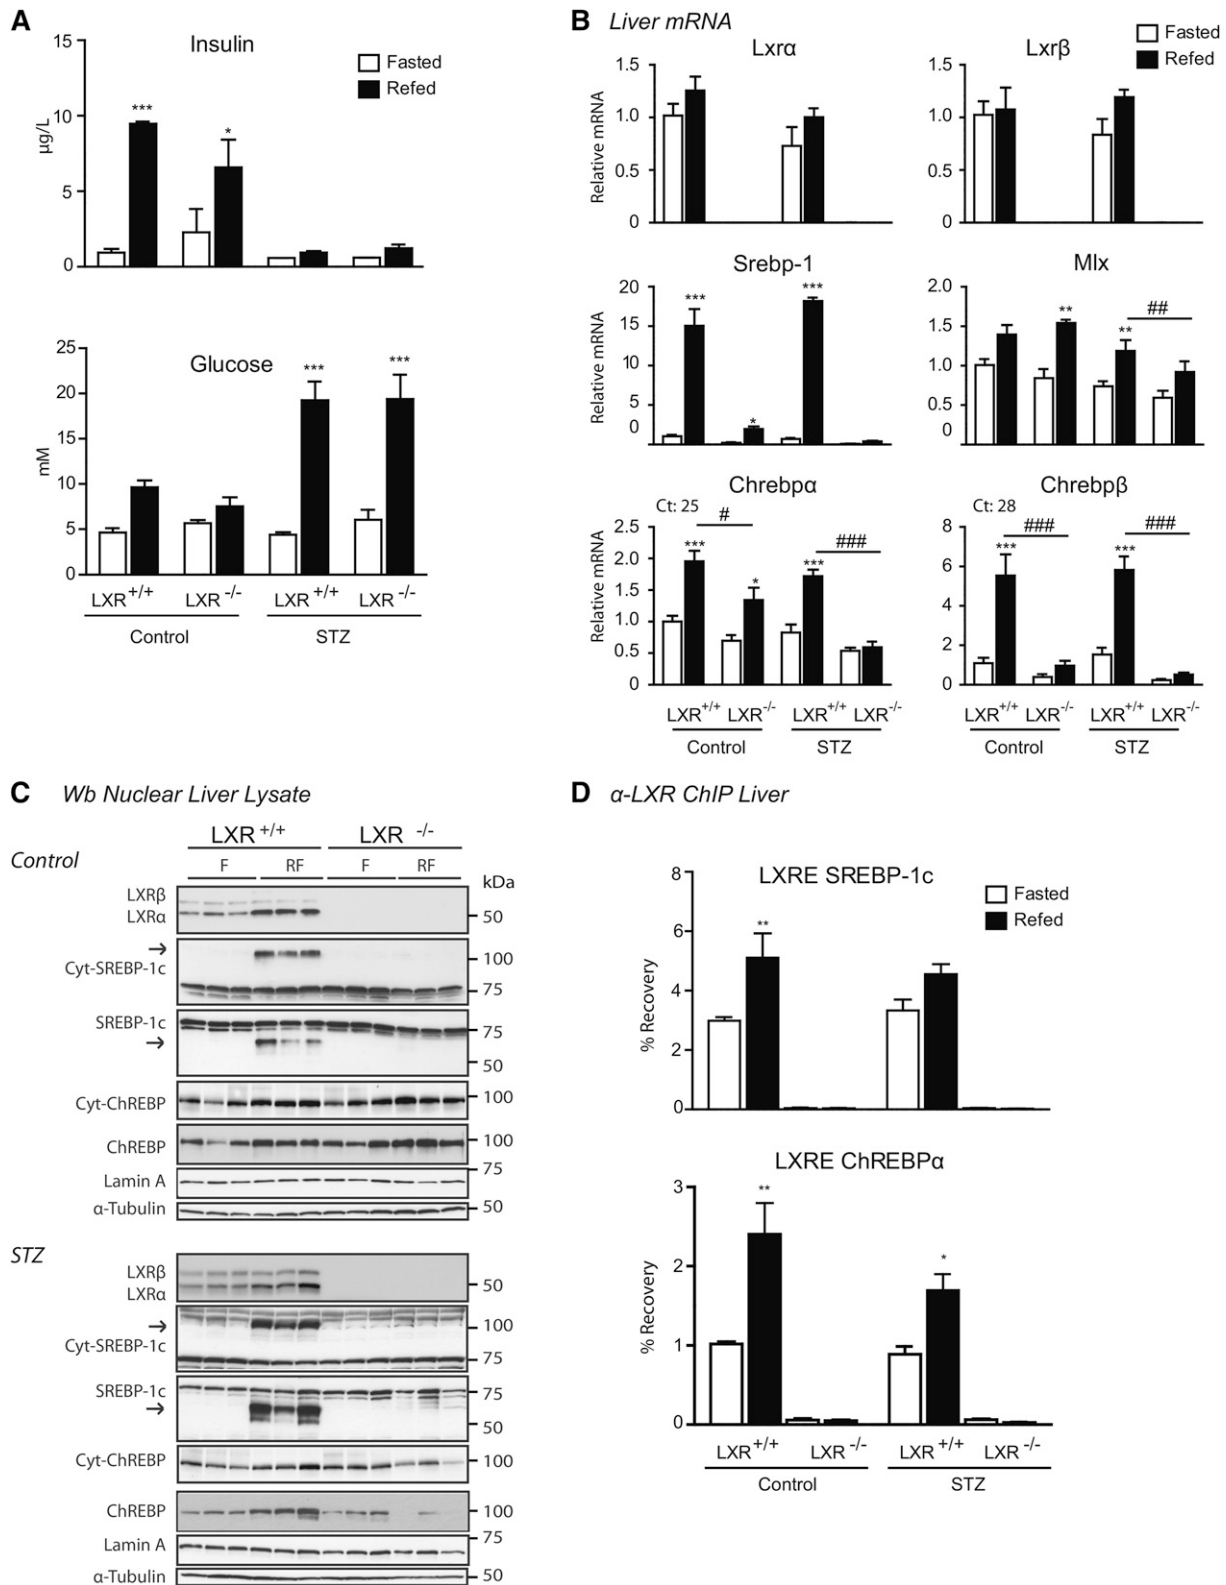 A
Insulin
Fasted
Refed
15
10
5
0
µg/L
***
*
Glucose
25
20
15
10
5
0
mM
***
***
LXR+/+ LXR-/- LXR+/+ LXR-/-
Control STZ
B Liver mRNA
Fasted
Refed
Lxrα
1.5
1.0
0.5
0
Relative mRNA
Lxrβ
1.5
1.0
0.5
0
Srebp-1
20
15
10
5
0
Relative mRNA
***
*
***
Mlx
2.0
1.5
1.0
0.5
0
**
**
##
Chrebpα
Ct: 25
2.5
2.0
1.5
1.0
0.5
0
Relative mRNA
#
***
*
***
###
Chrebpβ
Ct: 28
8
6
4
2
0
###
***
***
###
LXR+/+ LXR-/- LXR+/+ LXR-/-
Control STZ
LXR+/+ LXR-/- LXR+/+ LXR-/-
Control STZ
C Wb Nuclear Liver Lysate
LXR +/+ LXR -/-
Control F RF F RF
kDa
LXRβ
LXRα 50
→
Cyt-SREBP-1c 100
75
SREBP-1c 75
→
50
Cyt-ChREBP 100
ChREBP 100
75
Lamin A
α-Tubulin 50
STZ
LXRβ
LXRα 50
→ 100
Cyt-SREBP-1c
75
SREBP-1c 75
→
50
Cyt-ChREBP 100
ChREBP 100
75
Lamin A
α-Tubulin 50
D α-LXR ChIP Liver
LXRE SREBP-1c
Fasted
Refed
8
6
4
2
0
% Recovery
**
LXRE ChREBPα
3
2
1
0
% Recovery
**
*
LXR+/+ LXR-/- LXR+/+ LXR-/-
Control STZ